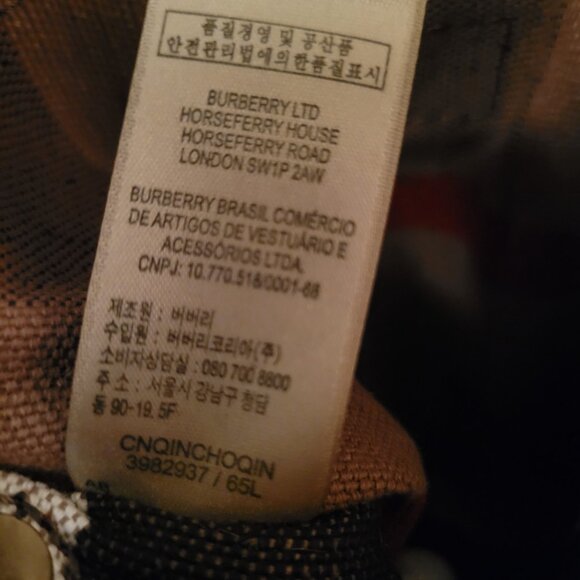 품질경영 및 공산품
안전관리법에의한품질표시
BURBERRY LTD
HORSEFERRY HOUSE
HORSEFERRY ROAD
LONDON SW1P 2AW
BURBERRY BRASIL COMÉRCIO
DE ARTIGOS DE VESTUÁRIO E
ACESSÓRIOS LTDA.
CNPJ: 10.770.518/0001-66
제조원 : 버버리
수입원 : 버버리코리아(주)
소비자상담실 : 080 700 8800
주 소 : 서울시 강남구 청담
동 90-19. 5F
CNQINCHOQIN
3982937 / 65L